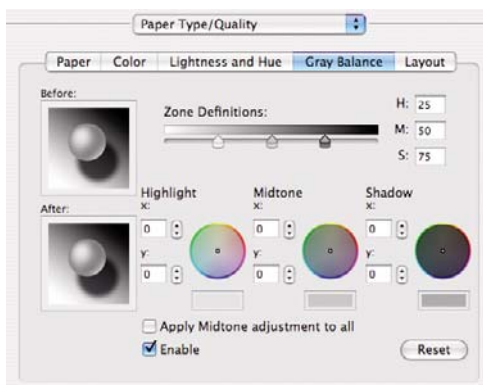 Paper Type/Quality
Paper Color Lightness and Hue Gray Balance Layout
Before:
Zone Definitions:
H: 25
M: 50
S: 75
After:
Highlight Midtone Shadow
x: x: x:
0 0 0
y: y: y:
0 0 0
Apply Midtone adjustment to all
Enable
Reset